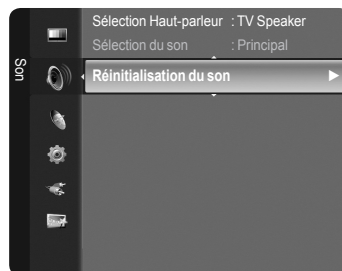 Son
Sélection Haut-parleur : TV Speaker
Sélection du son : Principal
Réinitialisation du son